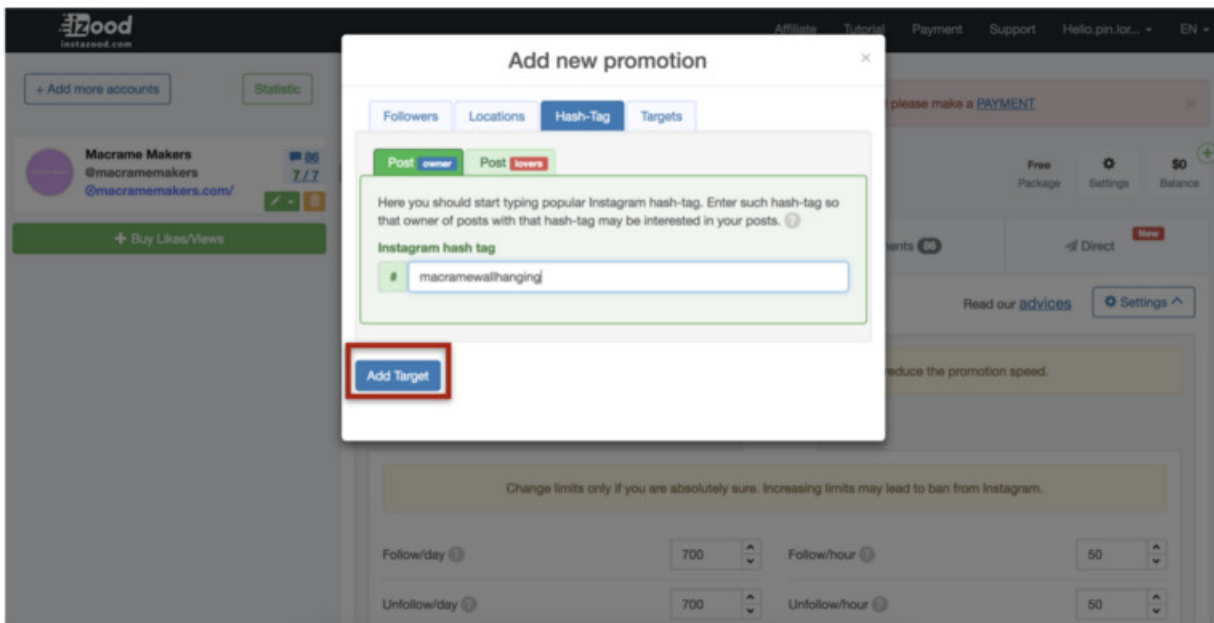 izood
instazood.com
Affiliate Tutorial Payment Support Hello.pin.lor... EN
+ Add more accounts
Statistic
Macrame Makers
@macramemakers
@macramemakers.com/
86
7 / 7
+ Buy Likes/Views
Add new promotion
×
Followers Locations Hash-Tag Targets
Post owner Post lovers
Here you should start typing popular Instagram hash-tag. Enter such hash-tag so
that owner of posts with that hash-tag may be interested in your posts. ?
Instagram hash tag
# macramewallhanging
Add Target
please make a PAYMENT ×
Free
Package
Settings
$0
Balance
+
ents 86
Direct
New
Read our advices
Settings
educe the promotion speed.
Change limits only if you are absolutely sure. Increasing limits may lead to ban from Instagram.
Follow/day ? 700 Follow/hour ? 50
Unfollow/day ? 700 Unfollow/hour ? 50